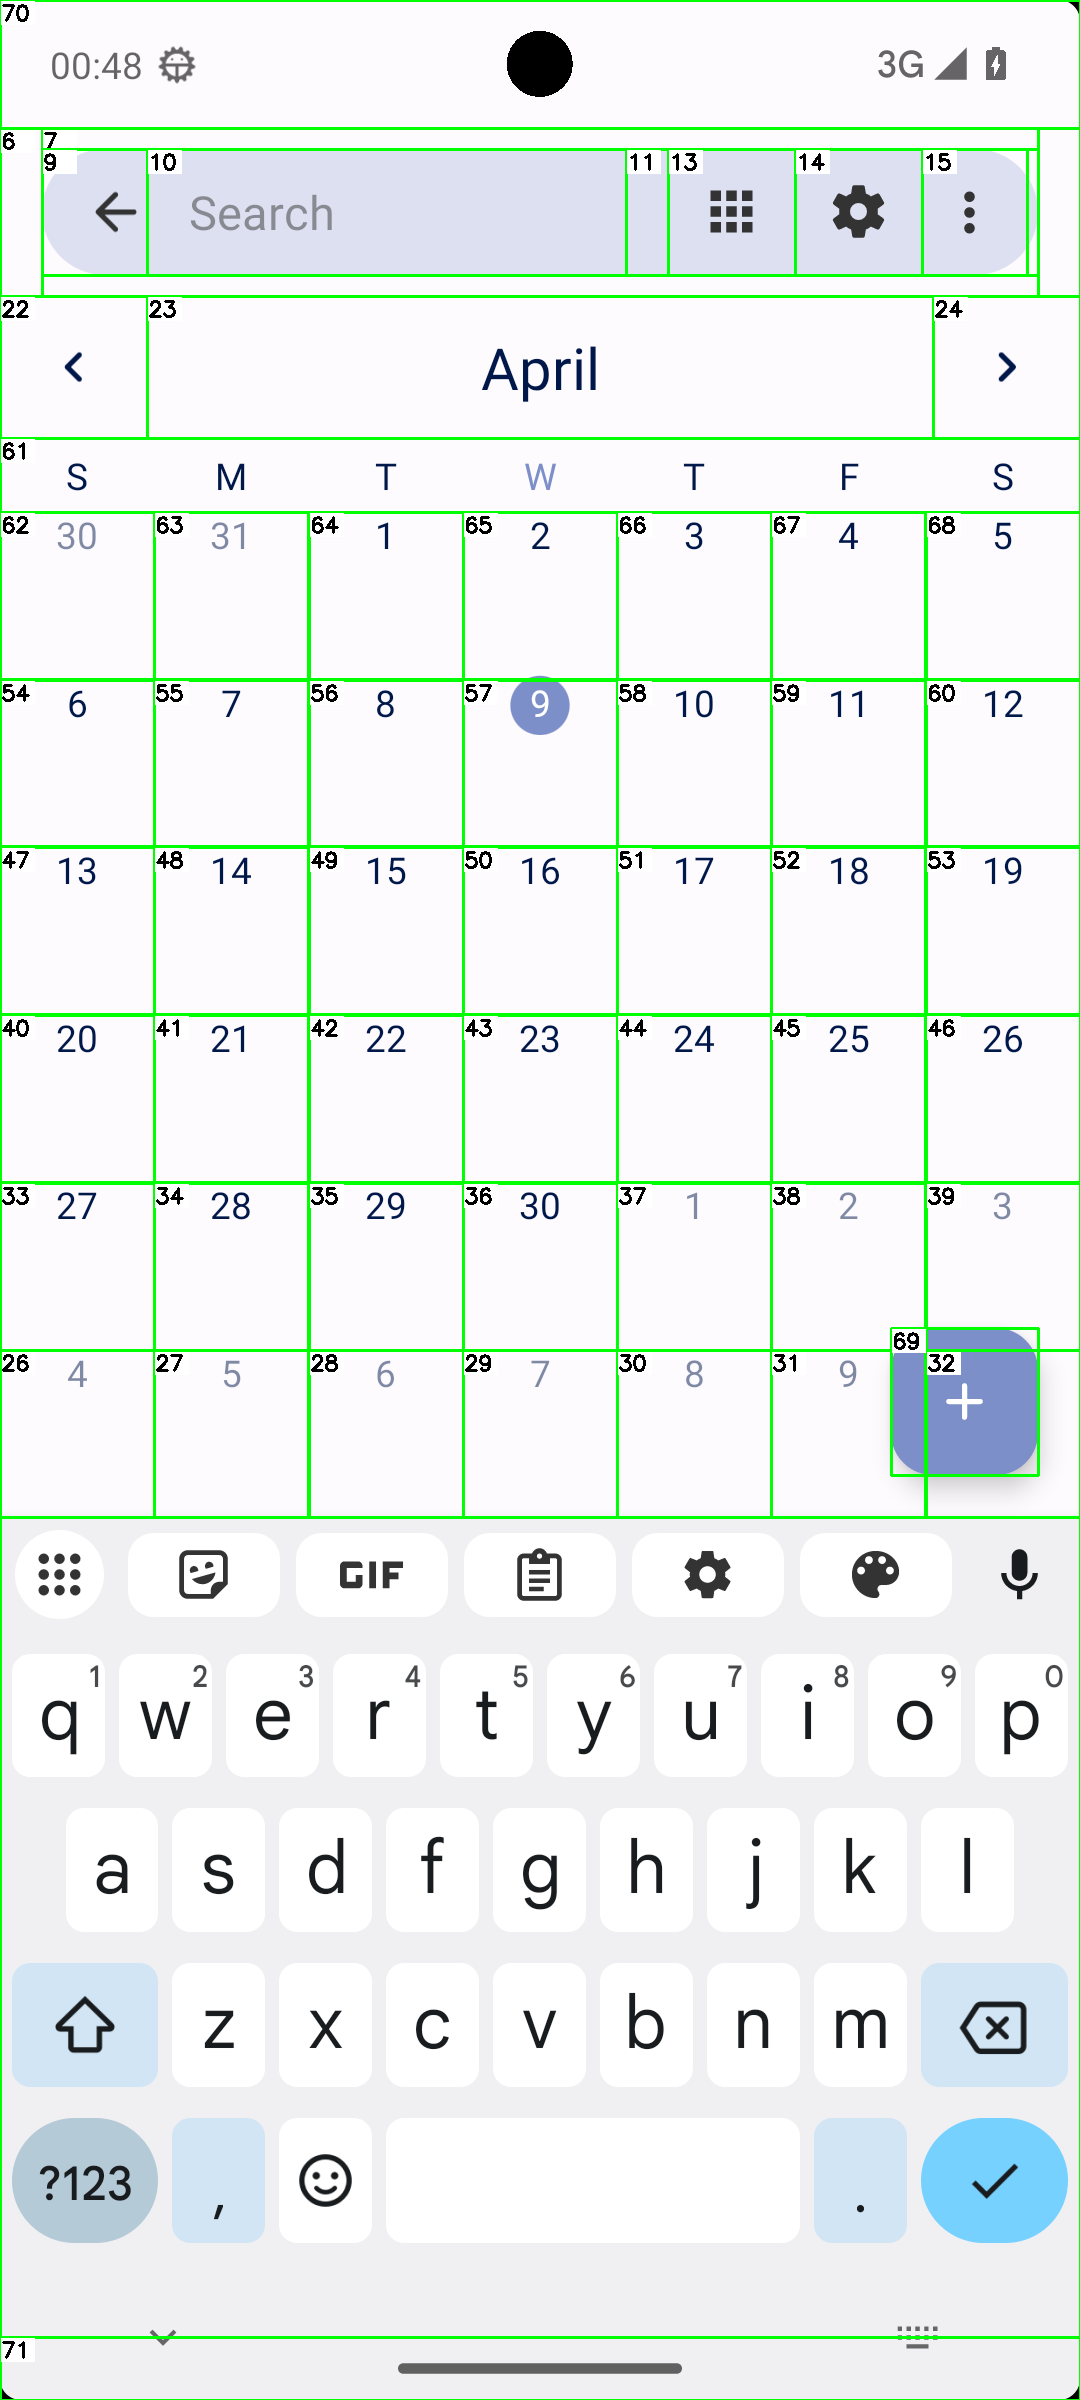 70
00:48 3G
6 7
9 10 Search 11 13 14 15
22 23 April 24
61 S M T W T F S
62 30 63 31 64 1 65 2 66 3 67 4 68 5
54 6 55 7 56 8 57 9 58 10 59 11 60 12
47 13 48 14 49 15 50 16 51 17 52 18 53 19
40 20 41 21 42 22 43 23 44 24 45 25 46 26
33 27 34 28 35 29 36 30 37 1 38 2 39 3
69
26 4 27 5 28 6 29 7 30 8 31 9 32
GIF
q 1 w 2 e 3 r 4 t 5 y 6 u 7 i 8 o 9 p 0
a s d f g h j k l
z x c v b n m
?123 , .
71